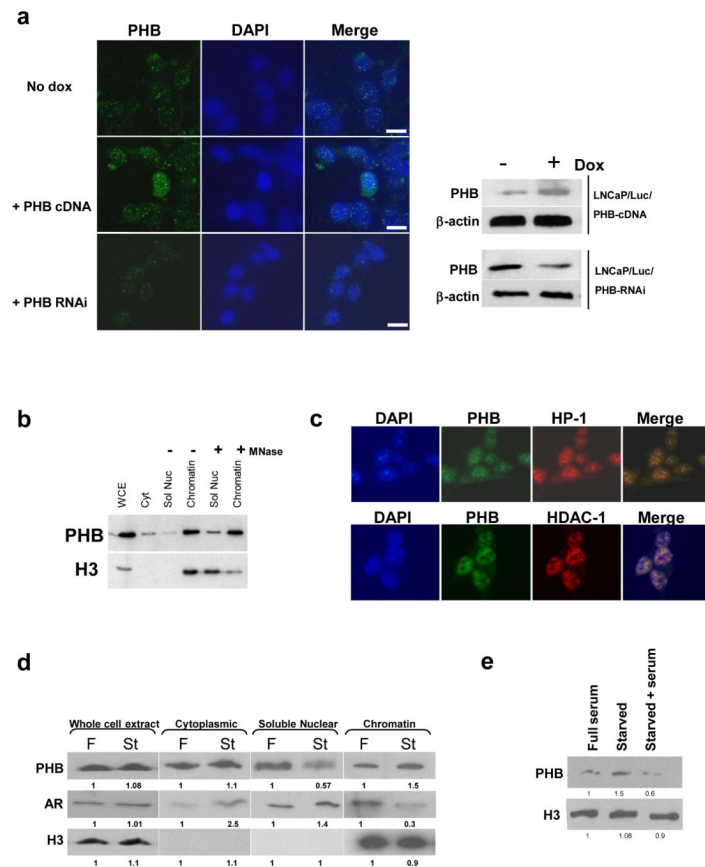 a
PHB DAPI Merge
No dox
+ PHB cDNA
+ PHB RNAi
- + Dox
PHB
β-actin
LNCaP/Luc/
PHB-cDNA
PHB
β-actin
LNCaP/Luc/
PHB-RNAi
b
- - + + MNase
WCE Cyt Sol Nuc Chromatin Sol Nuc Chromatin
PHB
H3
c
DAPI PHB HP-1 Merge
DAPI PHB HDAC-1 Merge
d
Whole cell extract Cytoplasmic Soluble Nuclear Chromatin
F St F St F St F St
PHB
1 1.08 1 1.1 1 0.57 1 1.5
AR
1 1.01 1 2.5 1 1.4 1 0.3
H3
1 1.1 1 1.1 1 1 1 0.9
e
Full serum Starved Starved + serum
PHB
1 1.5 0.6
H3
1 1.08 0.9